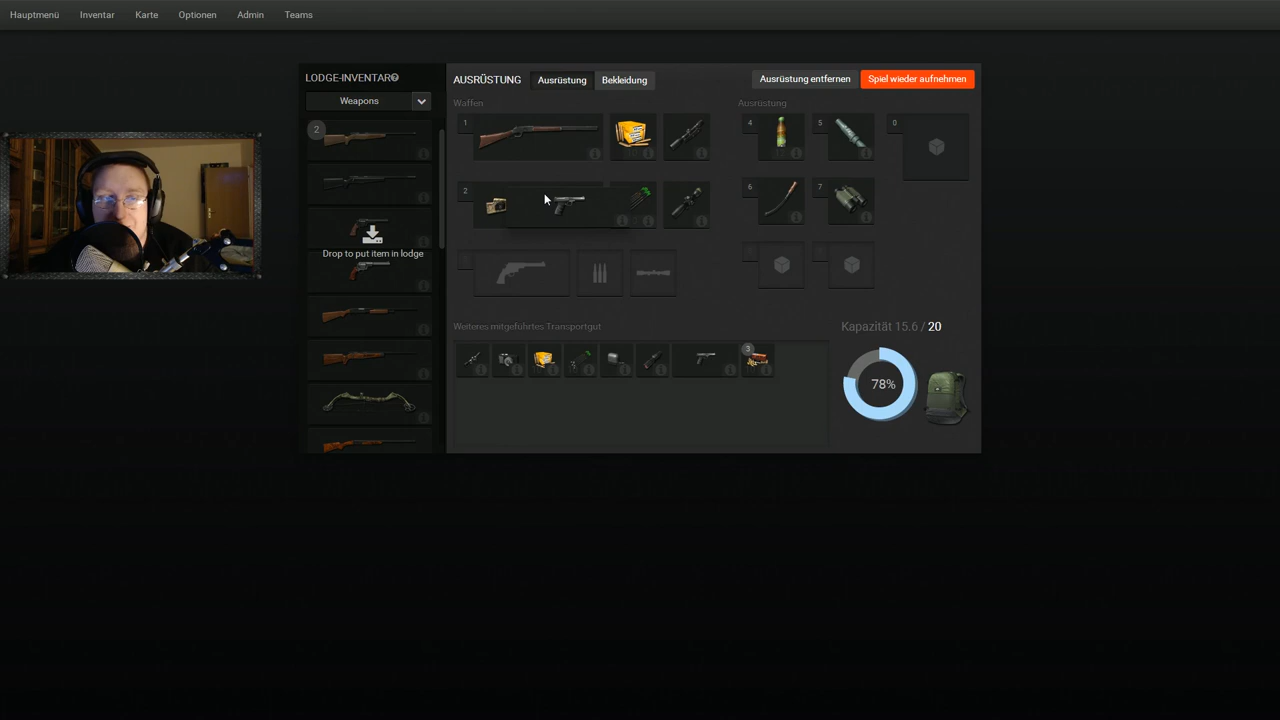 Hauptmenü Inventar Karte Optionen Admin Teams
LODGE-INVENTAR
Weapons
2
Drop to put item in lodge
AUSRÜSTUNG Ausrüstung Bekleidung
Ausrüstung entfernen Spiel wieder aufnehmen
Waffen
1
2
Ausrüstung
4 5 0
6 7
Weiteres mitgeführtes Transportgut
3
Kapazität 15.6 / 20
78%